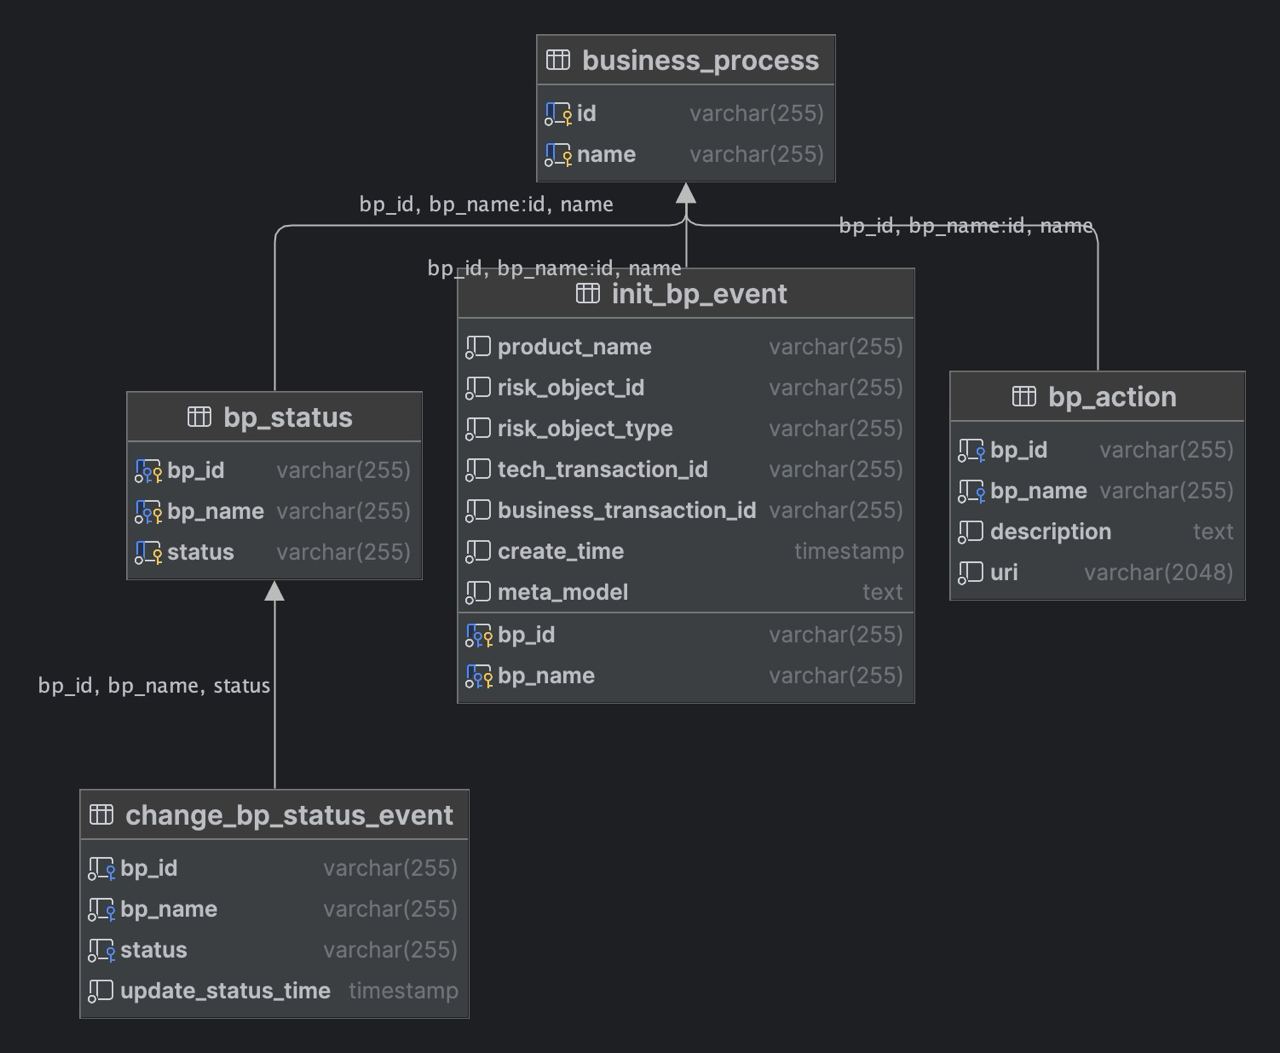 business_process
id varchar(255)
name varchar(255)
bp_id, bp_name:id, name
bp_id, bp_name:id, name
bp_id, bp_name:id, name
init_bp_event
product_name varchar(255)
risk_object_id varchar(255)
risk_object_type varchar(255)
tech_transaction_id varchar(255)
business_transaction_id varchar(255)
create_time timestamp
meta_model text
bp_id varchar(255)
bp_name varchar(255)
bp_status
bp_id varchar(255)
bp_name varchar(255)
status varchar(255)
bp_action
bp_id varchar(255)
bp_name varchar(255)
description text
uri varchar(2048)
bp_id, bp_name, status
change_bp_status_event
bp_id varchar(255)
bp_name varchar(255)
status varchar(255)
update_status_time timestamp